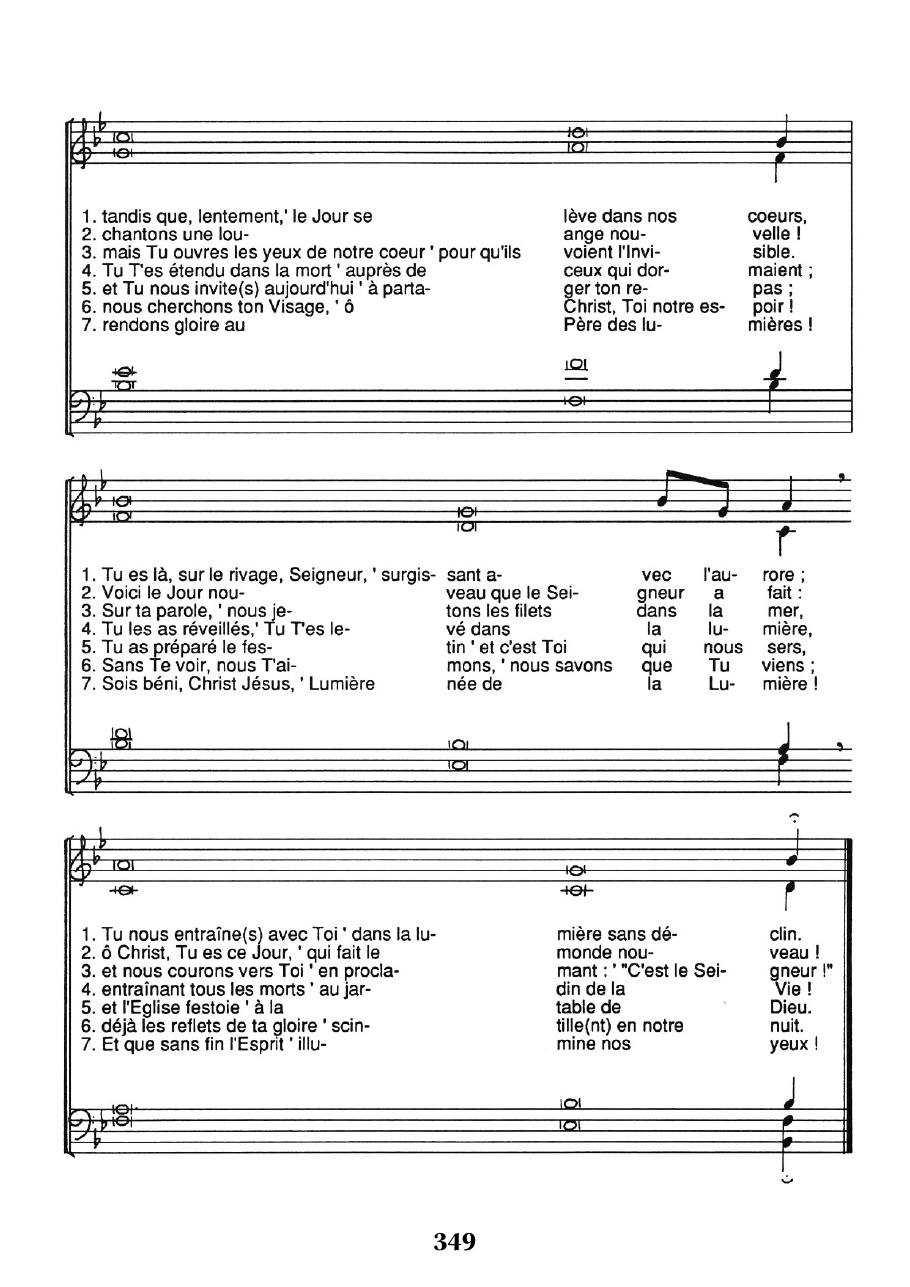 1. tandis que, lentement,' le Jour se lève dans nos coeurs,
2. chantons une lou- ange nou- velle !
3. mais Tu ouvres les yeux de notre coeur ' pour qu'ils voient l'Invi- sible.
4. Tu T'es étendu dans la mort ' auprès de ceux qui dor- maient ;
5. et Tu nous invite(s) aujourd'hui ' à parta- ger ton re- pas ;
6. nous cherchons ton Visage, ' ô Christ, Toi notre es- poir !
7. rendons gloire au Père des lu- mières !
1. Tu es là, sur le rivage, Seigneur, ' surgis- sant a- vec l'au- rore ;
2. Voici le Jour nou- veau que le Sei- gneur a fait :
3. Sur ta parole, ' nous je- tons les filets dans la mer,
4. Tu les as réveillés,' Tu T'es le- vé dans la lu- mière,
5. Tu as préparé le fes- tin ' et c'est Toi qui nous sers,
6. Sans Te voir, nous T'ai- mons, ' nous savons que Tu viens ;
7. Sois béni, Christ Jésus, ' Lumière née de la Lu- mière !
1. Tu nous entraîne(s) avec Toi ' dans la lu- mière sans dé- clin.
2. ô Christ, Tu es ce Jour, ' qui fait le monde nou- veau !
3. et nous courons vers Toi ' en procla- mant : ' "C'est le Sei- gneur !"
4. entraînant tous les morts ' au jar- din de la Vie !
5. et l'Eglise festoie ' à la table de Dieu.
6. déjà les reflets de ta gloire ' scin- tille(nt) en notre nuit.
7. Et que sans fin l'Esprit ' illu- mine nos yeux !
349